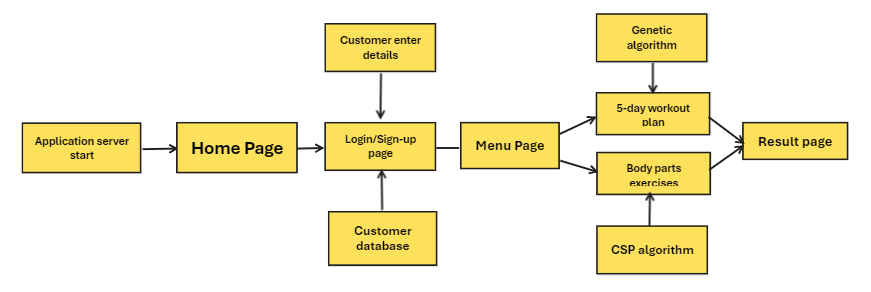 Customer enter
details
Genetic
algorithm
Application server
start
Home Page
Login/Sign-up
page
Menu Page
5-day workout
plan
Body parts
exercises
Result page
Customer
database
CSP algorithm